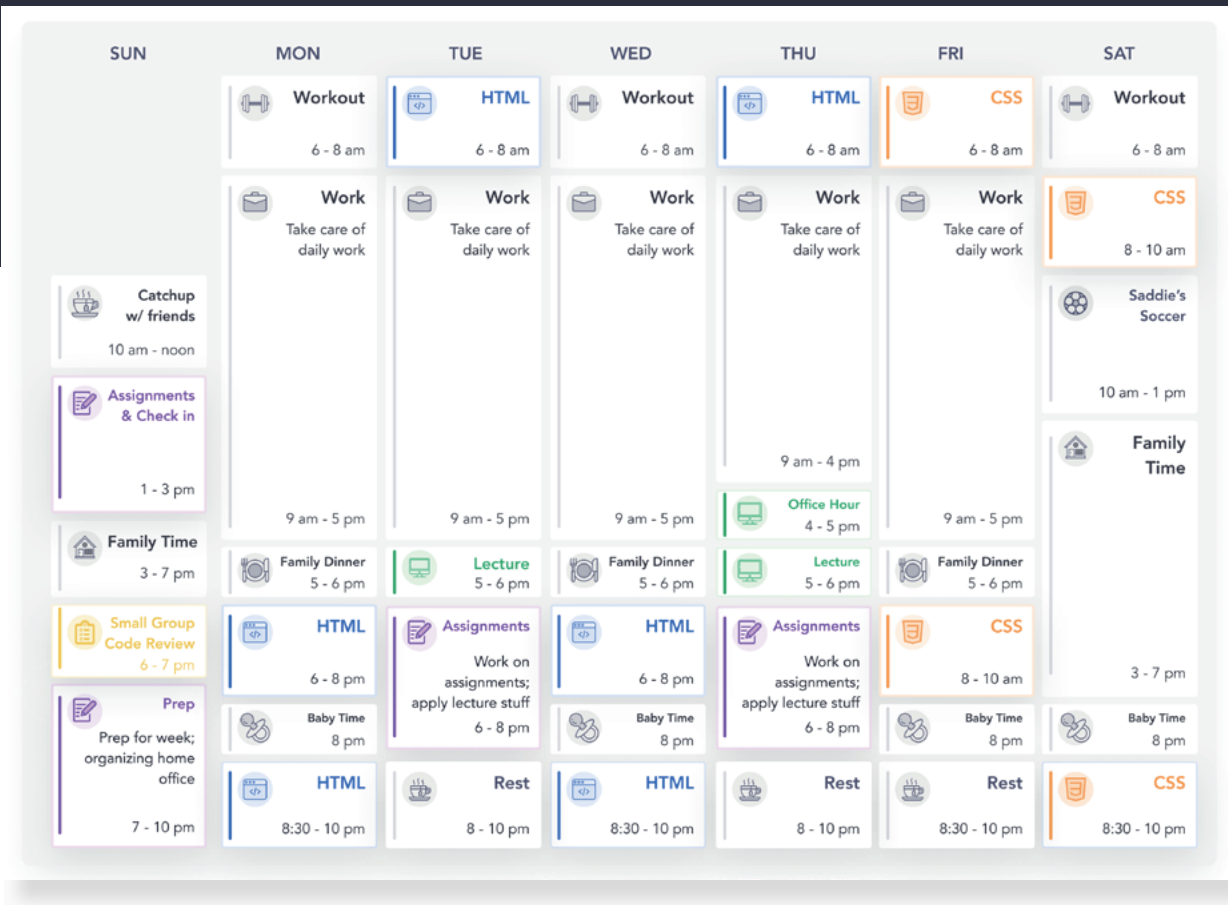 SUN
MON
TUE
WED
THU
FRI
SAT
Catchup
w/ friends
10 am - noon
Assignments
& Check in
1 - 3 pm
Family Time
3 - 7 pm
Small Group
Code Review
6 - 7 pm
Prep
Prep for week;
organizing home
office
7 - 10 pm
Workout
6 - 8 am
Work
Take care of
daily work
9 am - 5 pm
Family Dinner
5 - 6 pm
HTML
6 - 8 pm
Baby Time
8 pm
HTML
8:30 - 10 pm
HTML
6 - 8 am
Work
Take care of
daily work
9 am - 5 pm
Lecture
5 - 6 pm
Assignments
Work on
assignments;
apply lecture stuff
6 - 8 pm
Rest
8 - 10 pm
Workout
6 - 8 am
Work
Take care of
daily work
9 am - 5 pm
Family Dinner
5 - 6 pm
HTML
6 - 8 pm
Baby Time
8 pm
HTML
8:30 - 10 pm
HTML
6 - 8 am
Work
Take care of
daily work
9 am - 4 pm
Office Hour
4 - 5 pm
Lecture
5 - 6 pm
Assignments
Work on
assignments;
apply lecture stuff
6 - 8 pm
Rest
8 - 10 pm
CSS
6 - 8 am
Work
Take care of
daily work
9 am - 5 pm
Family Dinner
5 - 6 pm
CSS
8 - 10 am
Baby Time
8 pm
Rest
8:30 - 10 pm
Workout
6 - 8 am
CSS
8 - 10 am
Saddie's
Soccer
10 am - 1 pm
Family
Time
3 - 7 pm
Baby Time
8 pm
CSS
8:30 - 10 pm